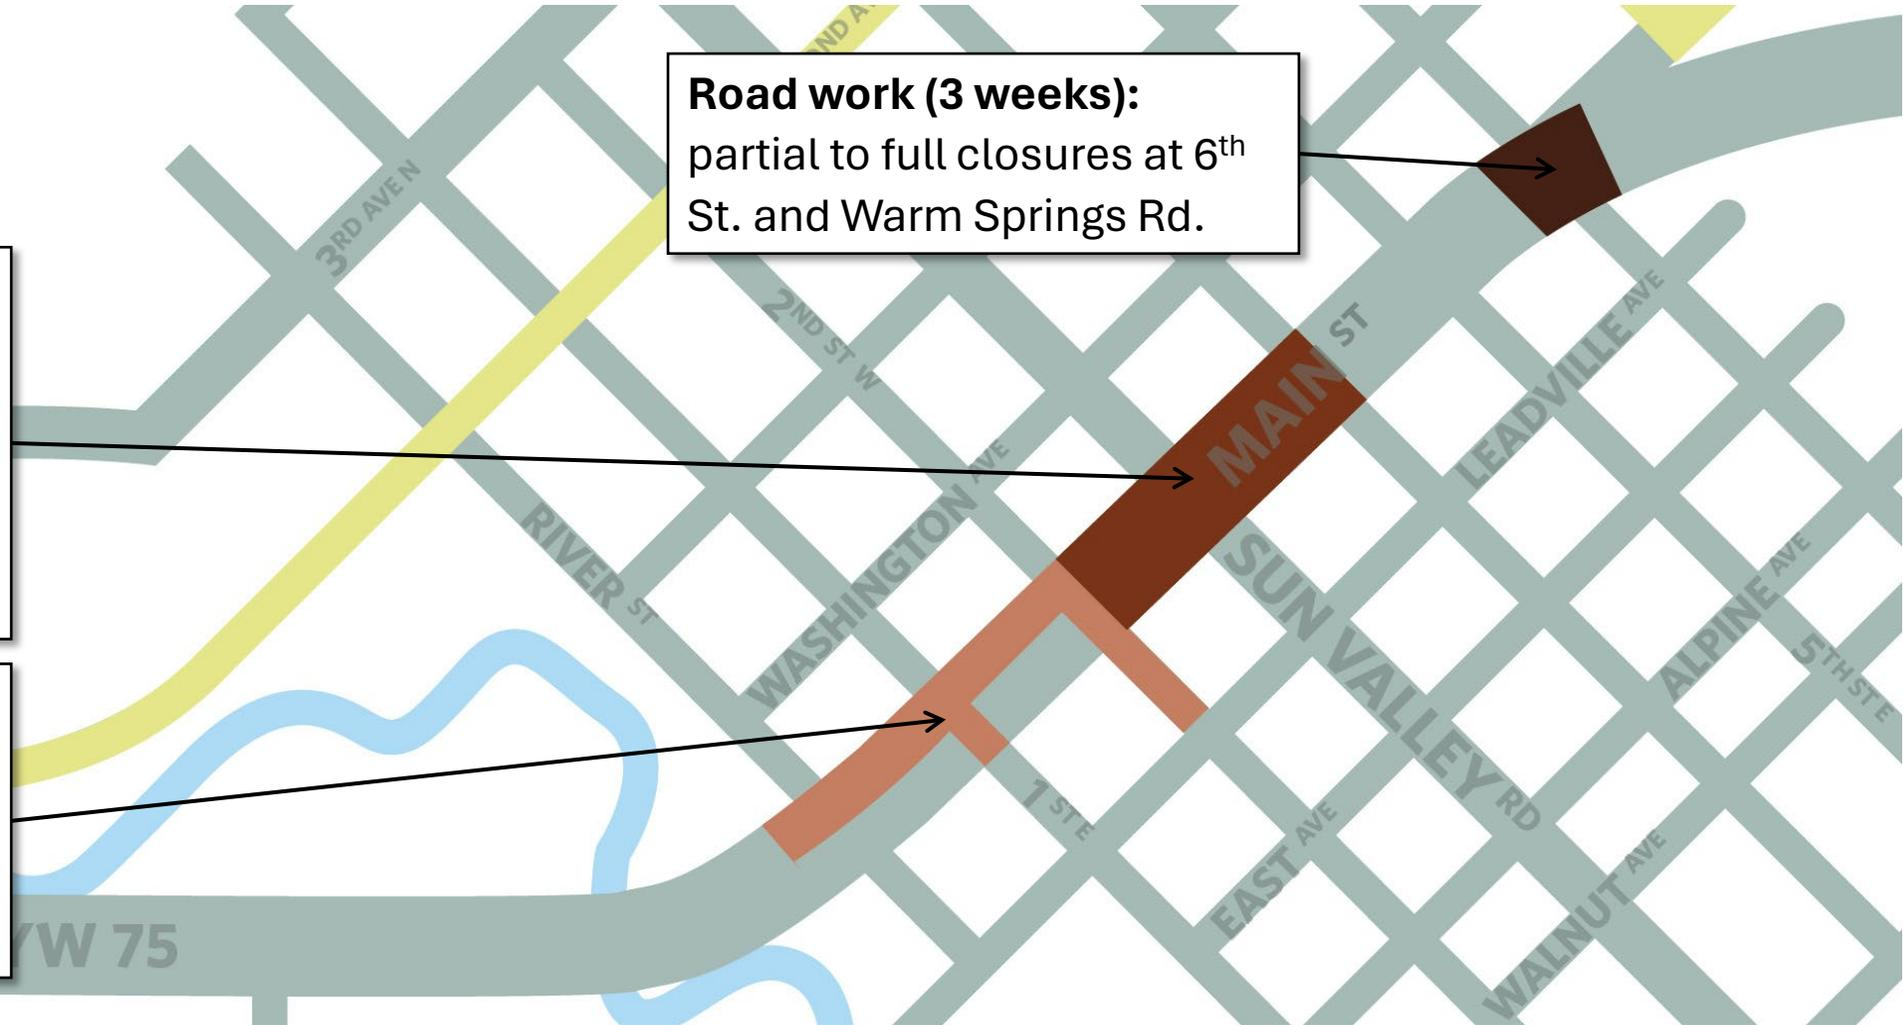 OND A
Road work (3 weeks):
partial to full closures at 6th
St. and Warm Springs Rd.
3RD AVE N
2ND ST W
MAIN ST
LEADVILLE AVE
WASHINGTON AVE
RIVER ST
SUN VALLEY RD
ALPINE AVE
5TH ST E
1 ST E
EAST AVE
WALNUT AVE
YW 75